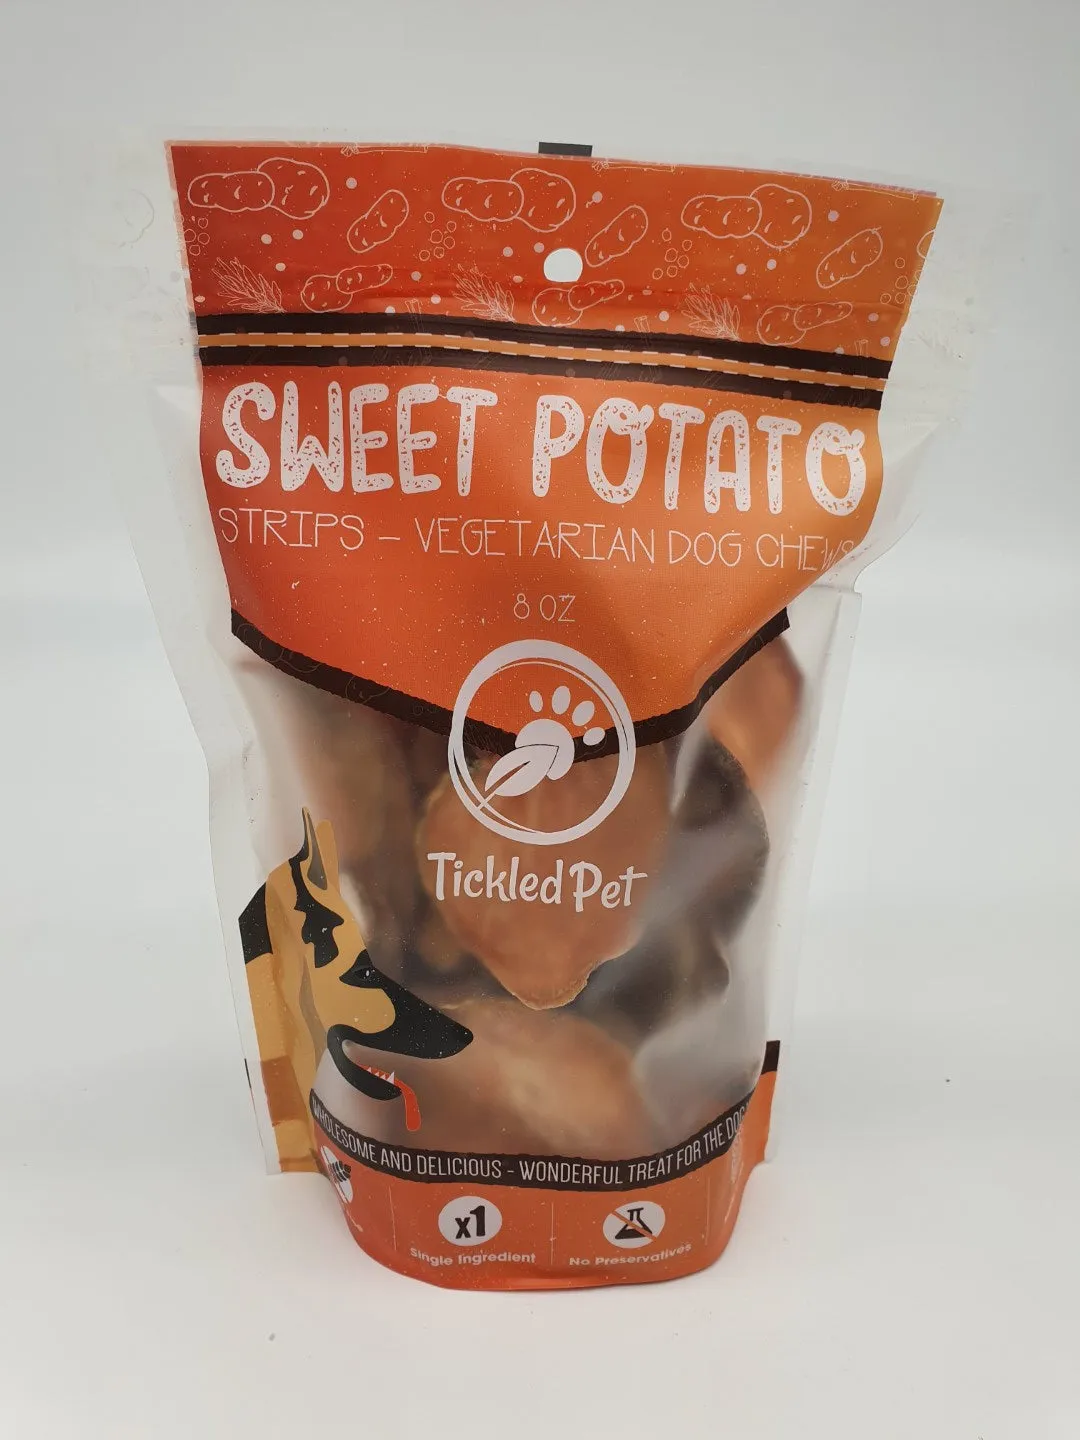 SWEET POTATO
STRIPS – VEGETARIAN DOG CHEWS
8 OZ
Tickled Pet
WHOLESOME AND DELICIOUS - WONDERFUL TREAT FOR THE DOG
x1
Single Ingredient
No Preservatives